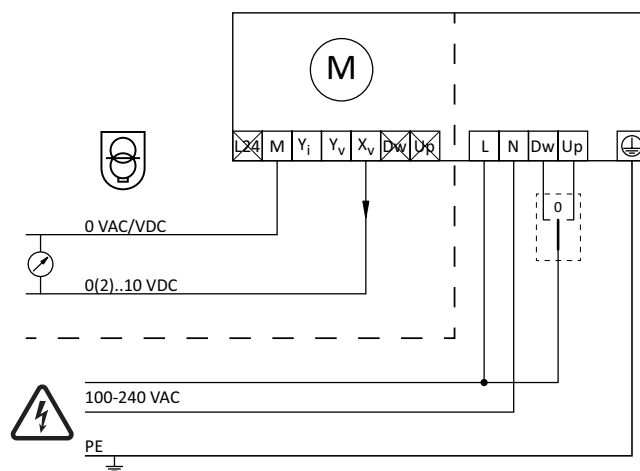 M
L24 M Yi Yv Xv Dw Up L N Dw Up
0
0 VAC/VDC
0(2)..10 VDC
100-240 VAC
PE